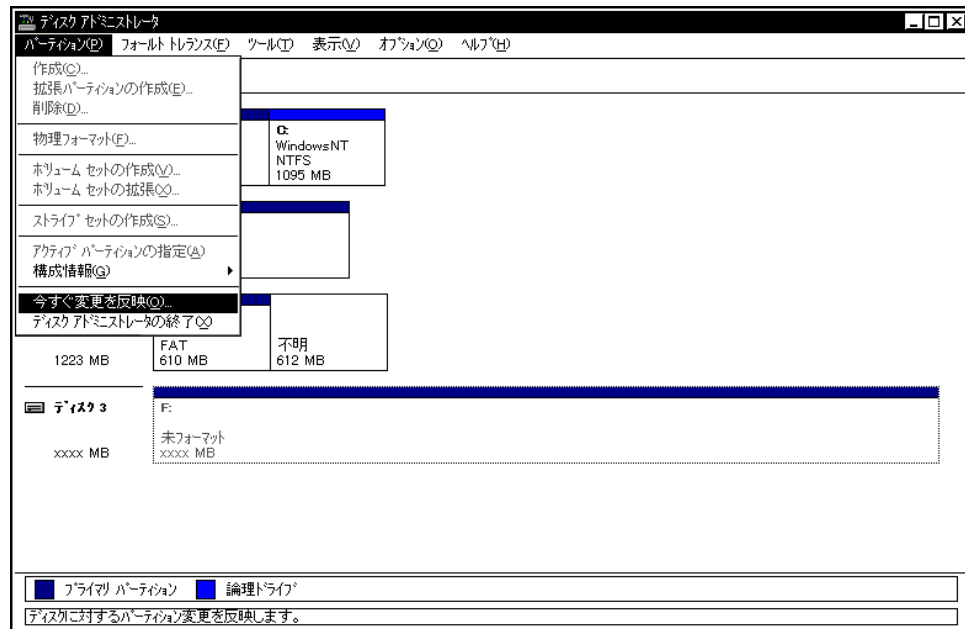 ディスク アドミニストレータ
パーティション(P) フォールト トレランス(F) ツール(T) 表示(V) オプション(O) ヘルプ(H)
作成(C)...
拡張パーティションの作成(E)...
削除(D)...
物理フォーマット(F)...
ボリューム セットの作成(V)...
ボリューム セットの拡張(X)...
ストライプ セットの作成(S)...
アクティブ パーティションの指定(A)
構成情報(G)
今すぐ変更を反映(O)...
ディスク アドミニストレータの終了(X)
WindowsNT
NTFS
1095 MB
1223 MB
FAT
610 MB
不明
612 MB
ディスク 3
xxxx MB
F:
未フォーマット
xxxx MB
プライマリ パーティション 論理ドライブ
ディスクに対するパーティション変更を反映します。